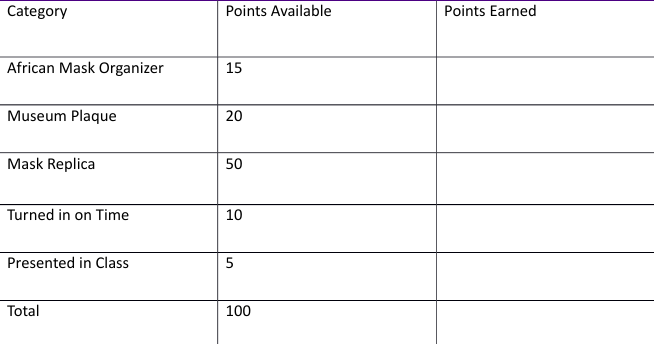 Category Points Available Points Earned
African Mask Organizer 15
Museum Plaque 20
Mask Replica 50
Turned in on Time 10
Presented in Class 5
Total 100